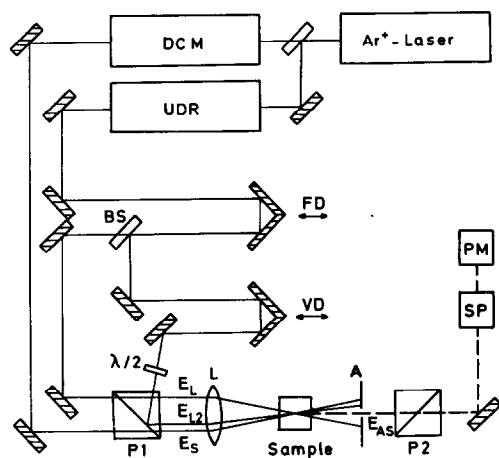 DCM
Ar⁺-Laser
UDR
BS
FD
PM
VD
SP
λ/2
L
A
E_L
E_L2
E_S
E_AS
P1
Sample
P2